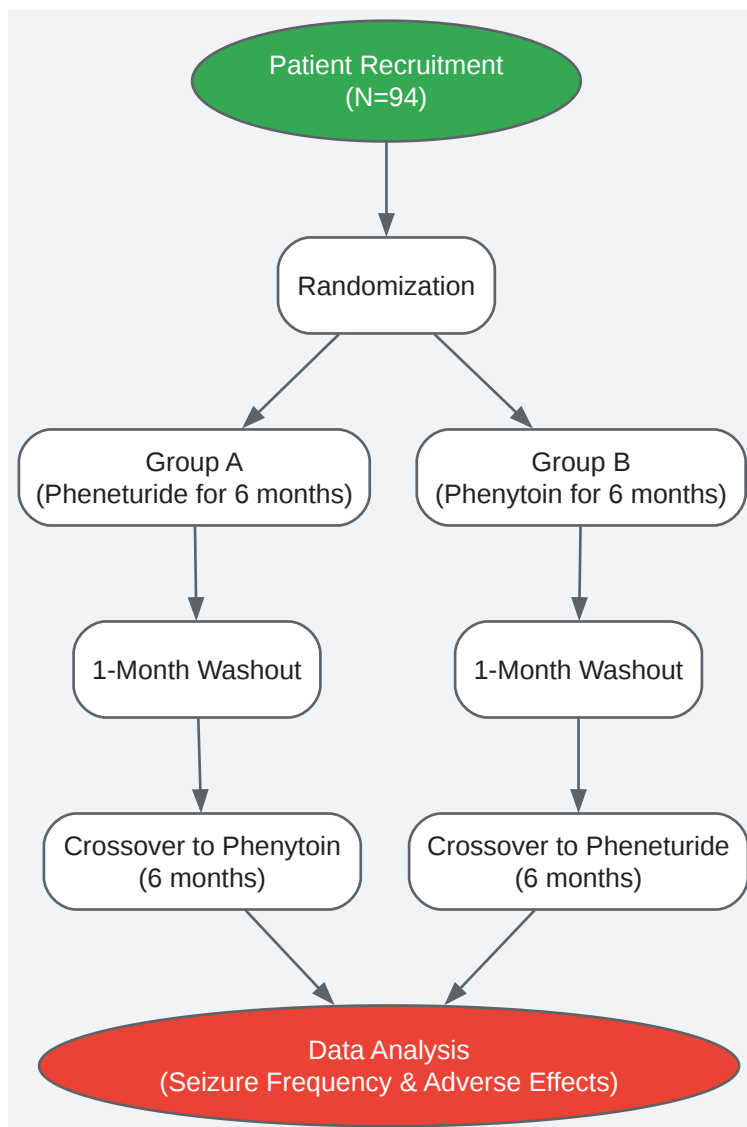 Patient Recruitment
(N=94)
Randomization
Group A
(Pheneturide for 6 months)
Group B
(Phenytoin for 6 months)
1-Month Washout
1-Month Washout
Crossover to Phenytoin
(6 months)
Crossover to Pheneturide
(6 months)
Data Analysis
(Seizure Frequency & Adverse Effects)